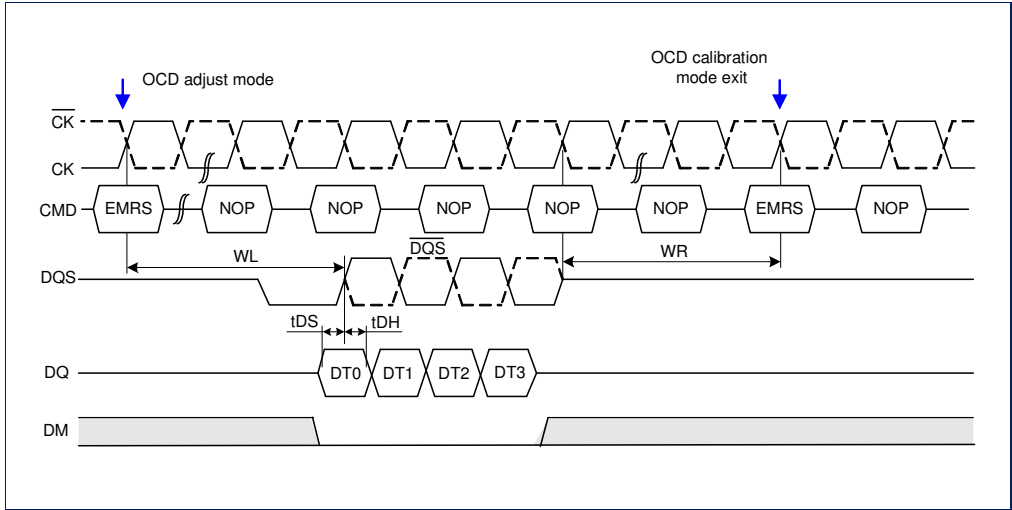 OCD adjust mode
OCD calibration
mode exit
CK
CK
CMD
EMRS
NOP
NOP
NOP
NOP
NOP
EMRS
NOP
WL
DQS
WR
DQS
tDS
tDH
DQ
DT0
DT1
DT2
DT3
DM